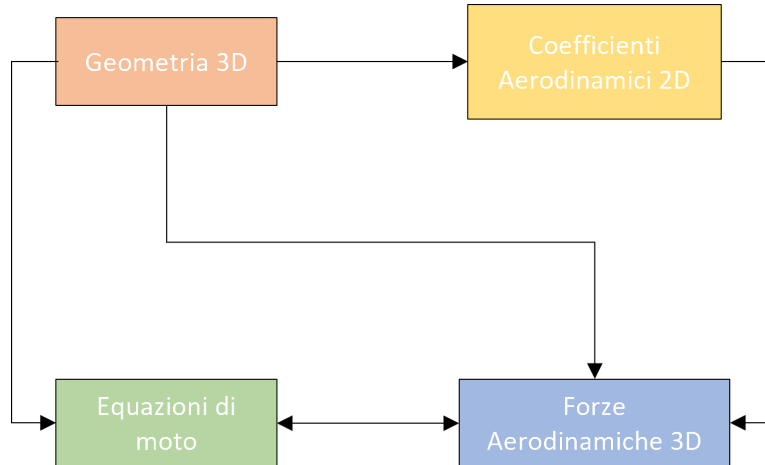 Geometria 3D
Coefficienti
Aerodinamici 2D
Equazioni di
moto
Forze
Aerodinamiche 3D